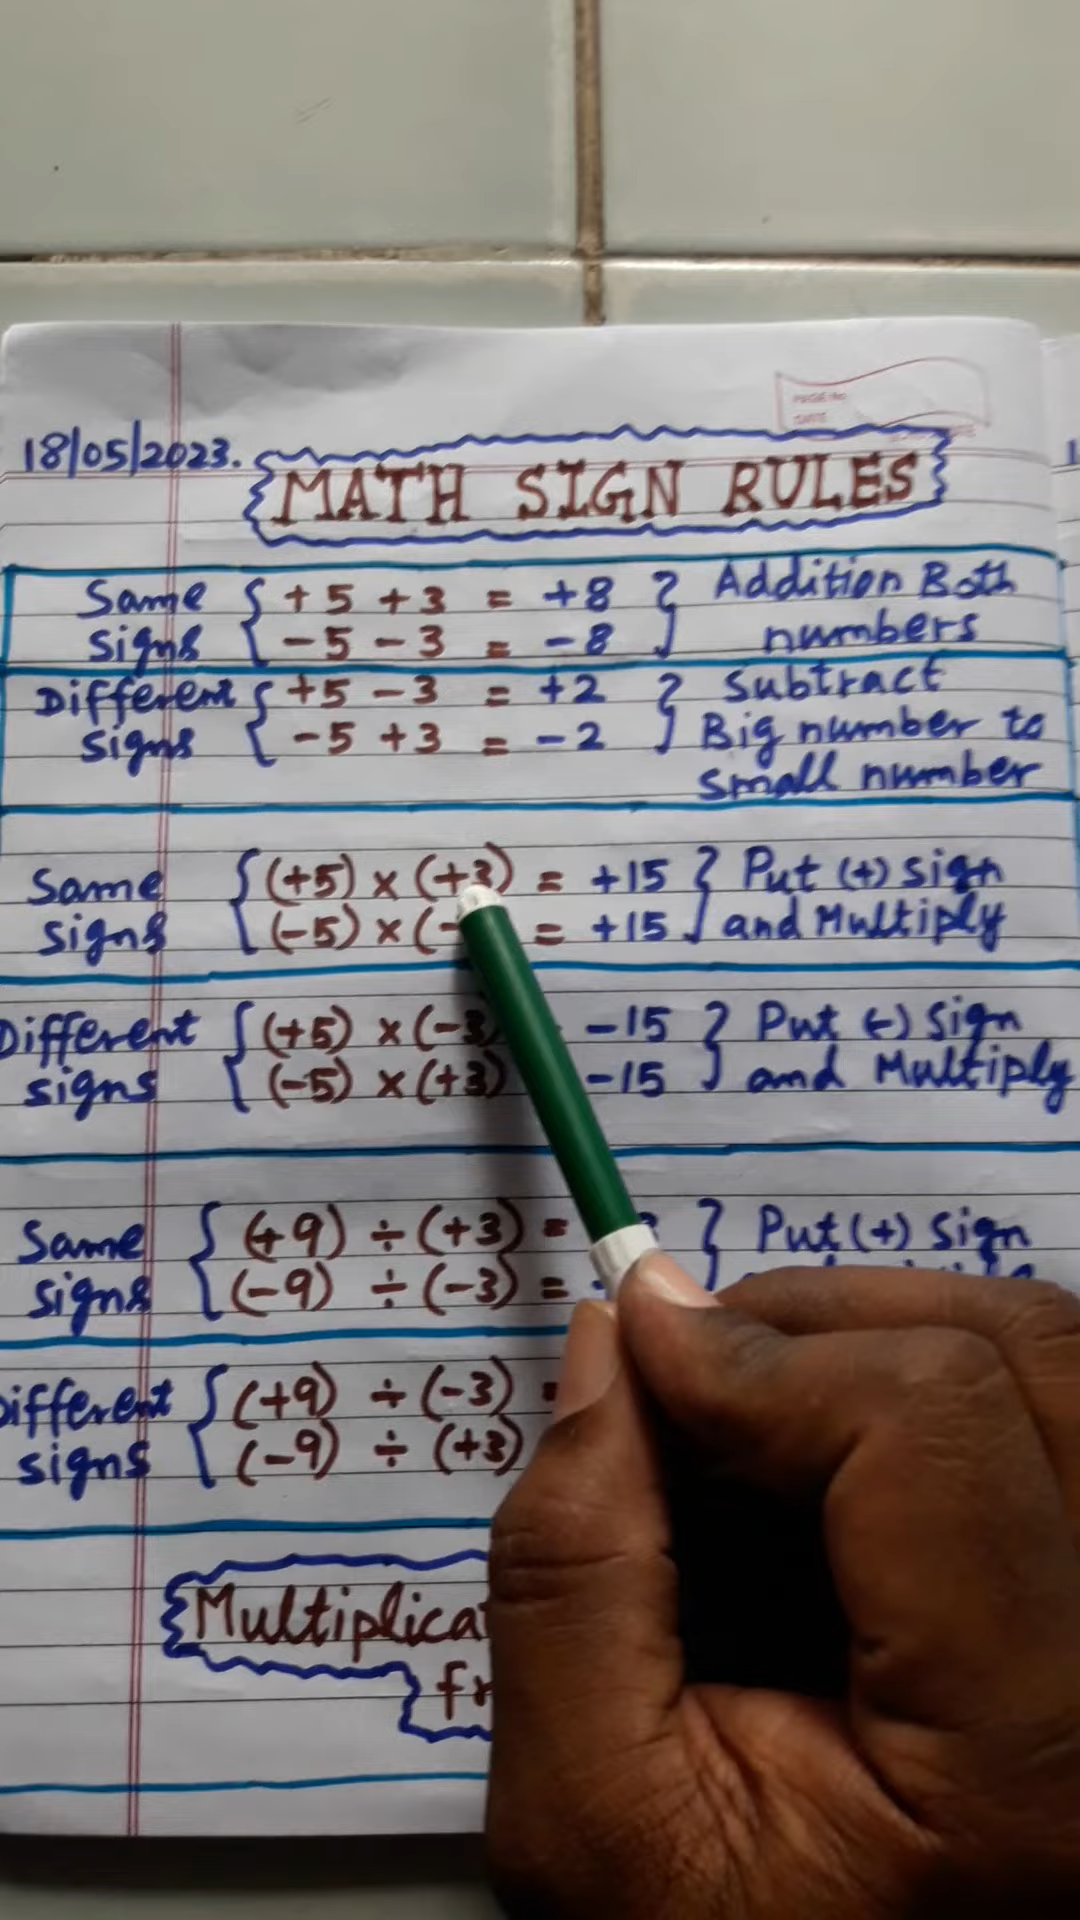 PAGE No
DATE
18/05/2023.
MATH SIGN RULES
Same signs { +5 +3 = +8 } Addition Both
-5 -3 = -8 numbers
Different signs { +5 -3 = +2 } Subtract
-5 +3 = -2 Big number to
small number
Same signs { (+5) × (+3) = +15 } Put (+) sign
(-5) × (- = +15 and Multiply
Different signs { (+5) × (-3) -15 } Put (-) sign
(-5) × (+3) -15 and Multiply
Same signs { (+9) ÷ (+3) = } Put (+) sign
(-9) ÷ (-3) =
Different signs { (+9) ÷ (-3)
(-9) ÷ (+3)